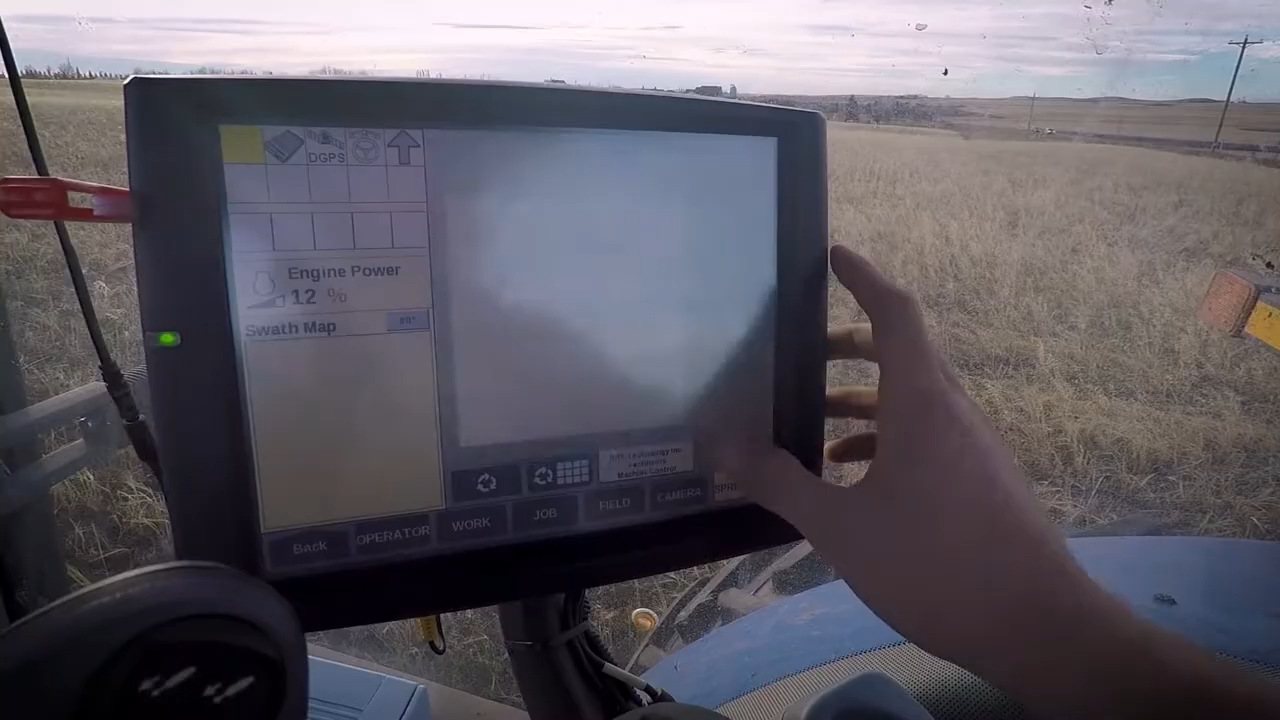 DGPS
Engine Power
12 %
Swath Map
Machine Control
Back
OPERATOR
WORK
JOB
FIELD
CAMERA